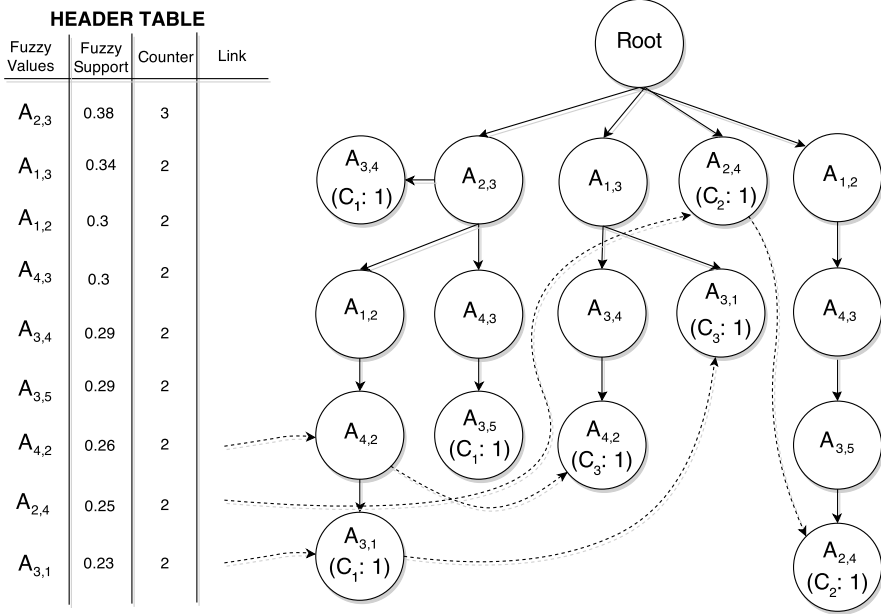 HEADER TABLE
Fuzzy Values Fuzzy Support Counter Link
A2,3 0.38 3
A1,3 0.34 2
A1,2 0.3 2
A4,3 0.3 2
A3,4 0.29 2
A3,5 0.29 2
A4,2 0.26 2
A2,4 0.25 2
A3,1 0.23 2
Root
A3,4
(C1: 1)
A2,3
A1,3
A2,4
(C2: 1)
A1,2
A1,2
A4,3
A3,4
A3,1
(C3: 1)
A4,3
A4,2
A3,5
(C1: 1)
A4,2
(C3: 1)
A3,5
A3,1
(C1: 1)
A2,4
(C2: 1)